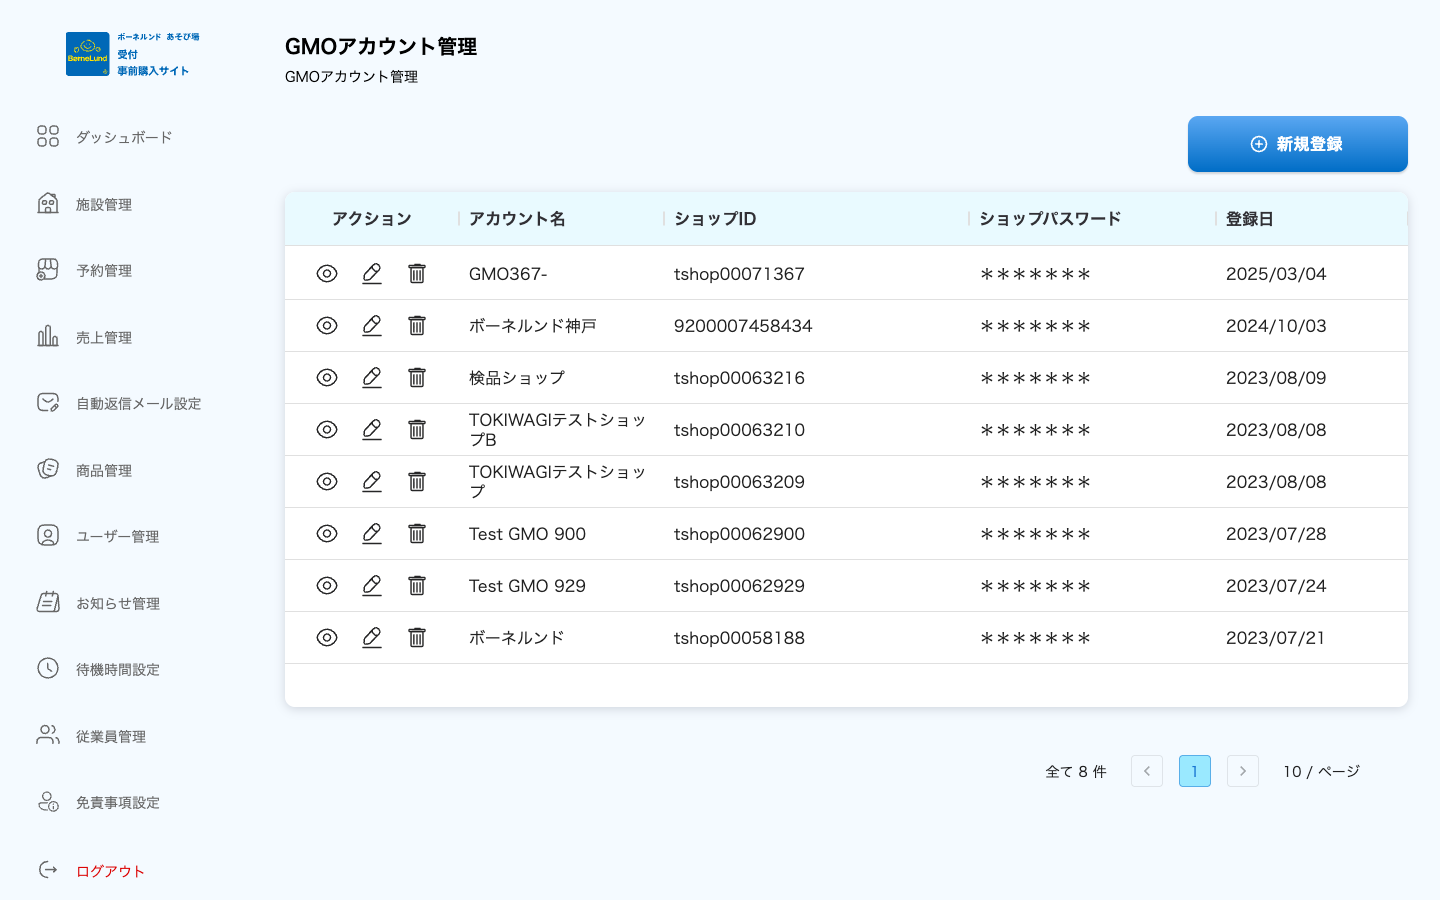 BørneLund
ボーネルンド あそび場
受付
事前購入サイト
ダッシュボード
施設管理
予約管理
売上管理
自動返信メール設定
商品管理
ユーザー管理
お知らせ管理
待機時間設定
従業員管理
免責事項設定
ログアウト
GMOアカウント管理
GMOアカウント管理
新規登録
アクション アカウント名 ショップID ショップパスワード 登録日
GMO367- tshop00071367 ******* 2025/03/04
ボーネルンド神戸 9200007458434 ******* 2024/10/03
検品ショップ tshop00063216 ******* 2023/08/09
TOKIWAGIテストショッ
プB tshop00063210 ******* 2023/08/08
TOKIWAGIテストショッ
プ tshop00063209 ******* 2023/08/08
Test GMO 900 tshop00062900 ******* 2023/07/28
Test GMO 929 tshop00062929 ******* 2023/07/24
ボーネルンド tshop00058188 ******* 2023/07/21
全て 8 件 1 10 / ページ